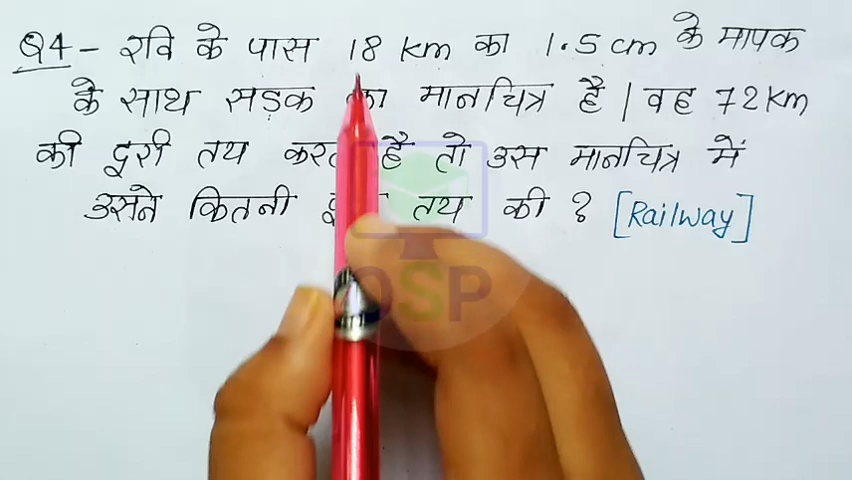 Q4- रवि के पास 18 km का 1.5 cm के मापक
के साथ सड़क का मानचित्र है | वह 72 km
की दूरी तय करता है तो उस मानचित्र में
उसने कितनी तय की ? [Railway]
OSP